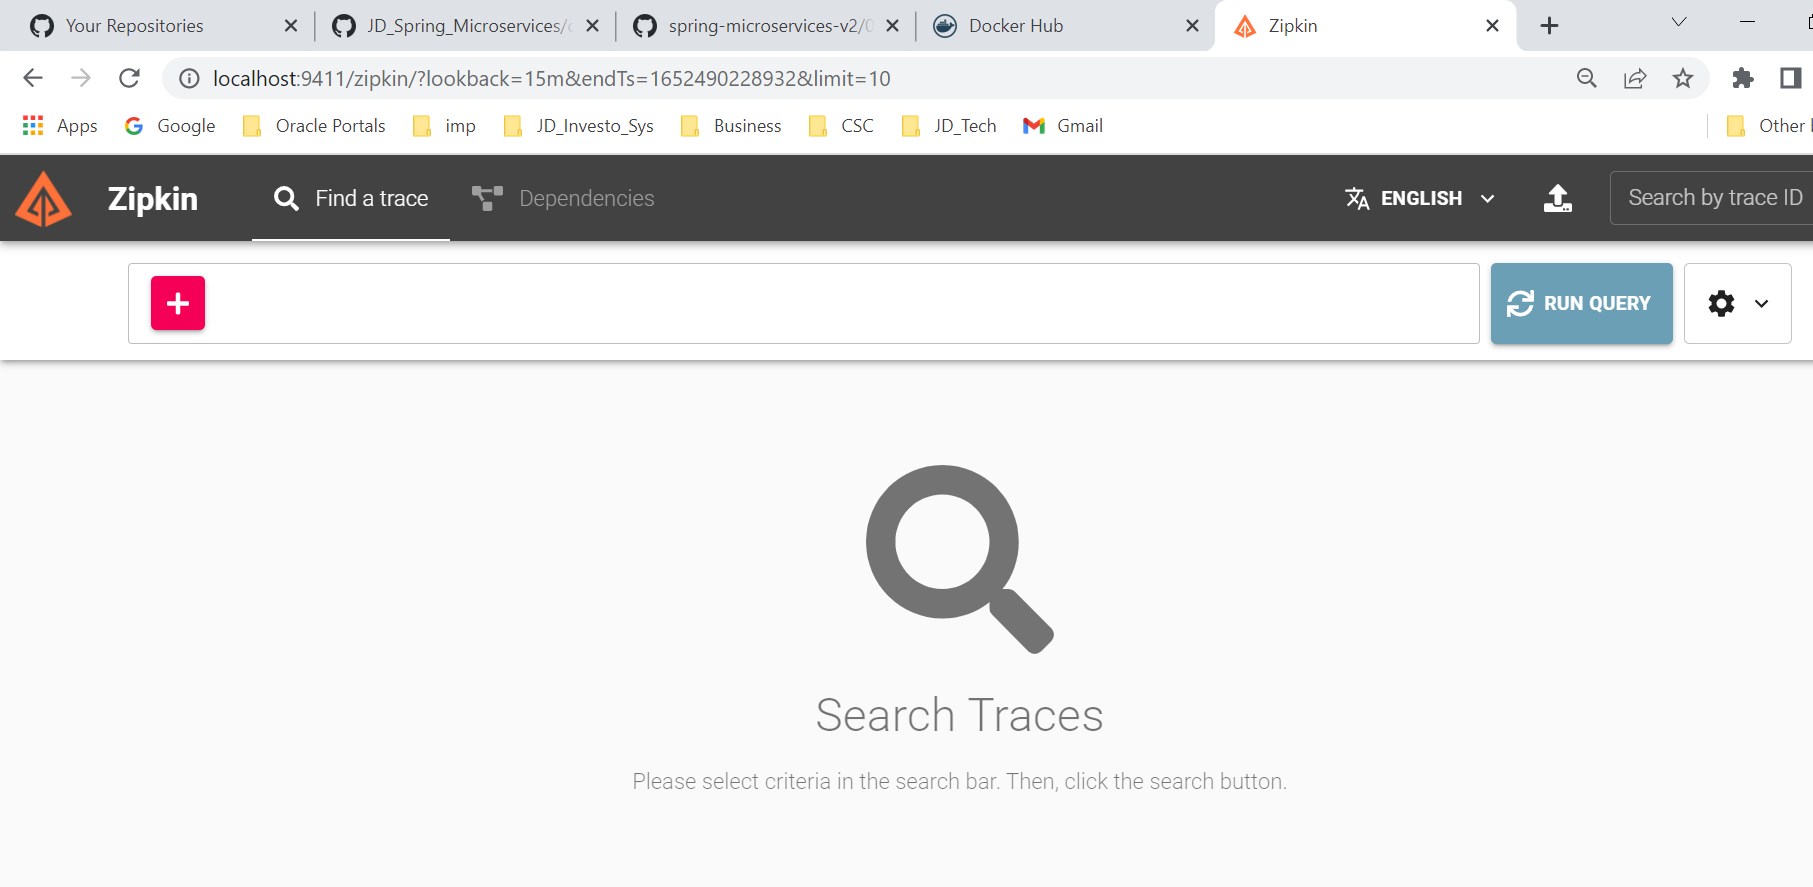 Your Repositories
JD_Spring_Microservices/
spring-microservices-v2/0
Docker Hub
Zipkin
localhost:9411/zipkin/?lookback=15m&endTs=1652490228932&limit=10
Apps
Google
Oracle Portals
imp
JD_Investo_Sys
Business
CSC
JD_Tech
Gmail
Other
Zipkin
Find a trace
Dependencies
ENGLISH
Search by trace ID
RUN QUERY
Search Traces
Please select criteria in the search bar. Then, click the search button.